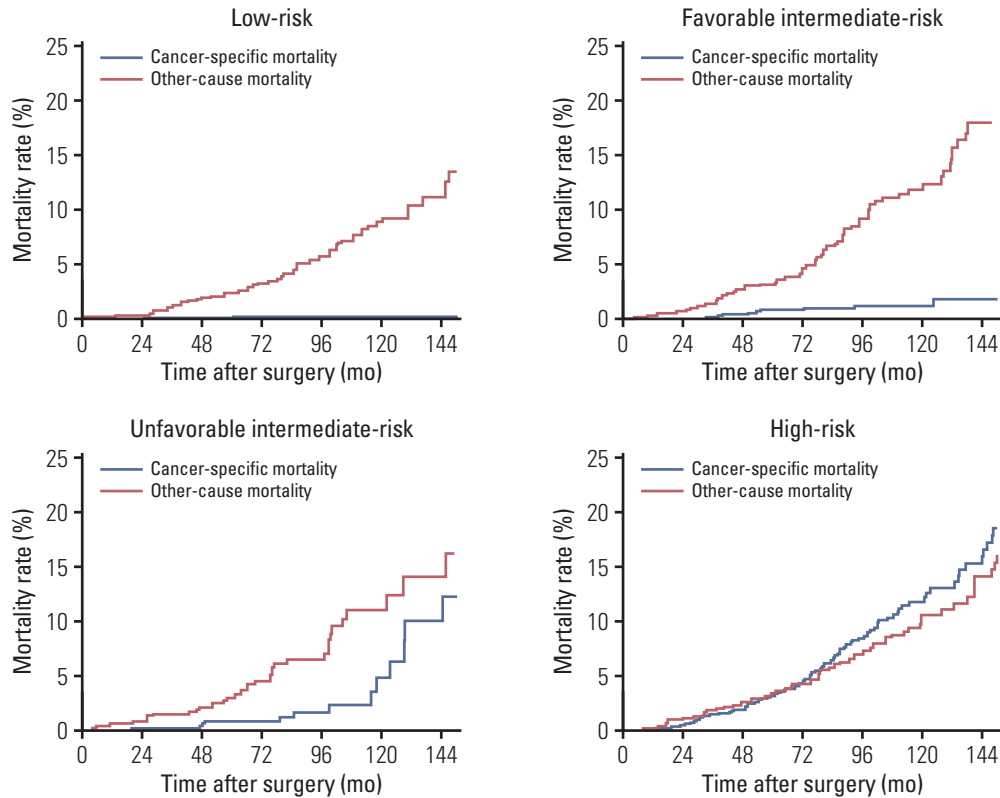 Low-risk
Mortality rate (%)
25
20
15
10
5
0
Cancer-specific mortality
Other-cause mortality
0 24 48 72 96 120 144
Time after surgery (mo)
Favorable intermediate-risk
Mortality rate (%)
25
20
15
10
5
0
Cancer-specific mortality
Other-cause mortality
0 24 48 72 96 120 144
Time after surgery (mo)
Unfavorable intermediate-risk
Mortality rate (%)
25
20
15
10
5
0
Cancer-specific mortality
Other-cause mortality
0 24 48 72 96 120 144
Time after surgery (mo)
High-risk
Mortality rate (%)
25
20
15
10
5
0
Cancer-specific mortality
Other-cause mortality
0 24 48 72 96 120 144
Time after surgery (mo)